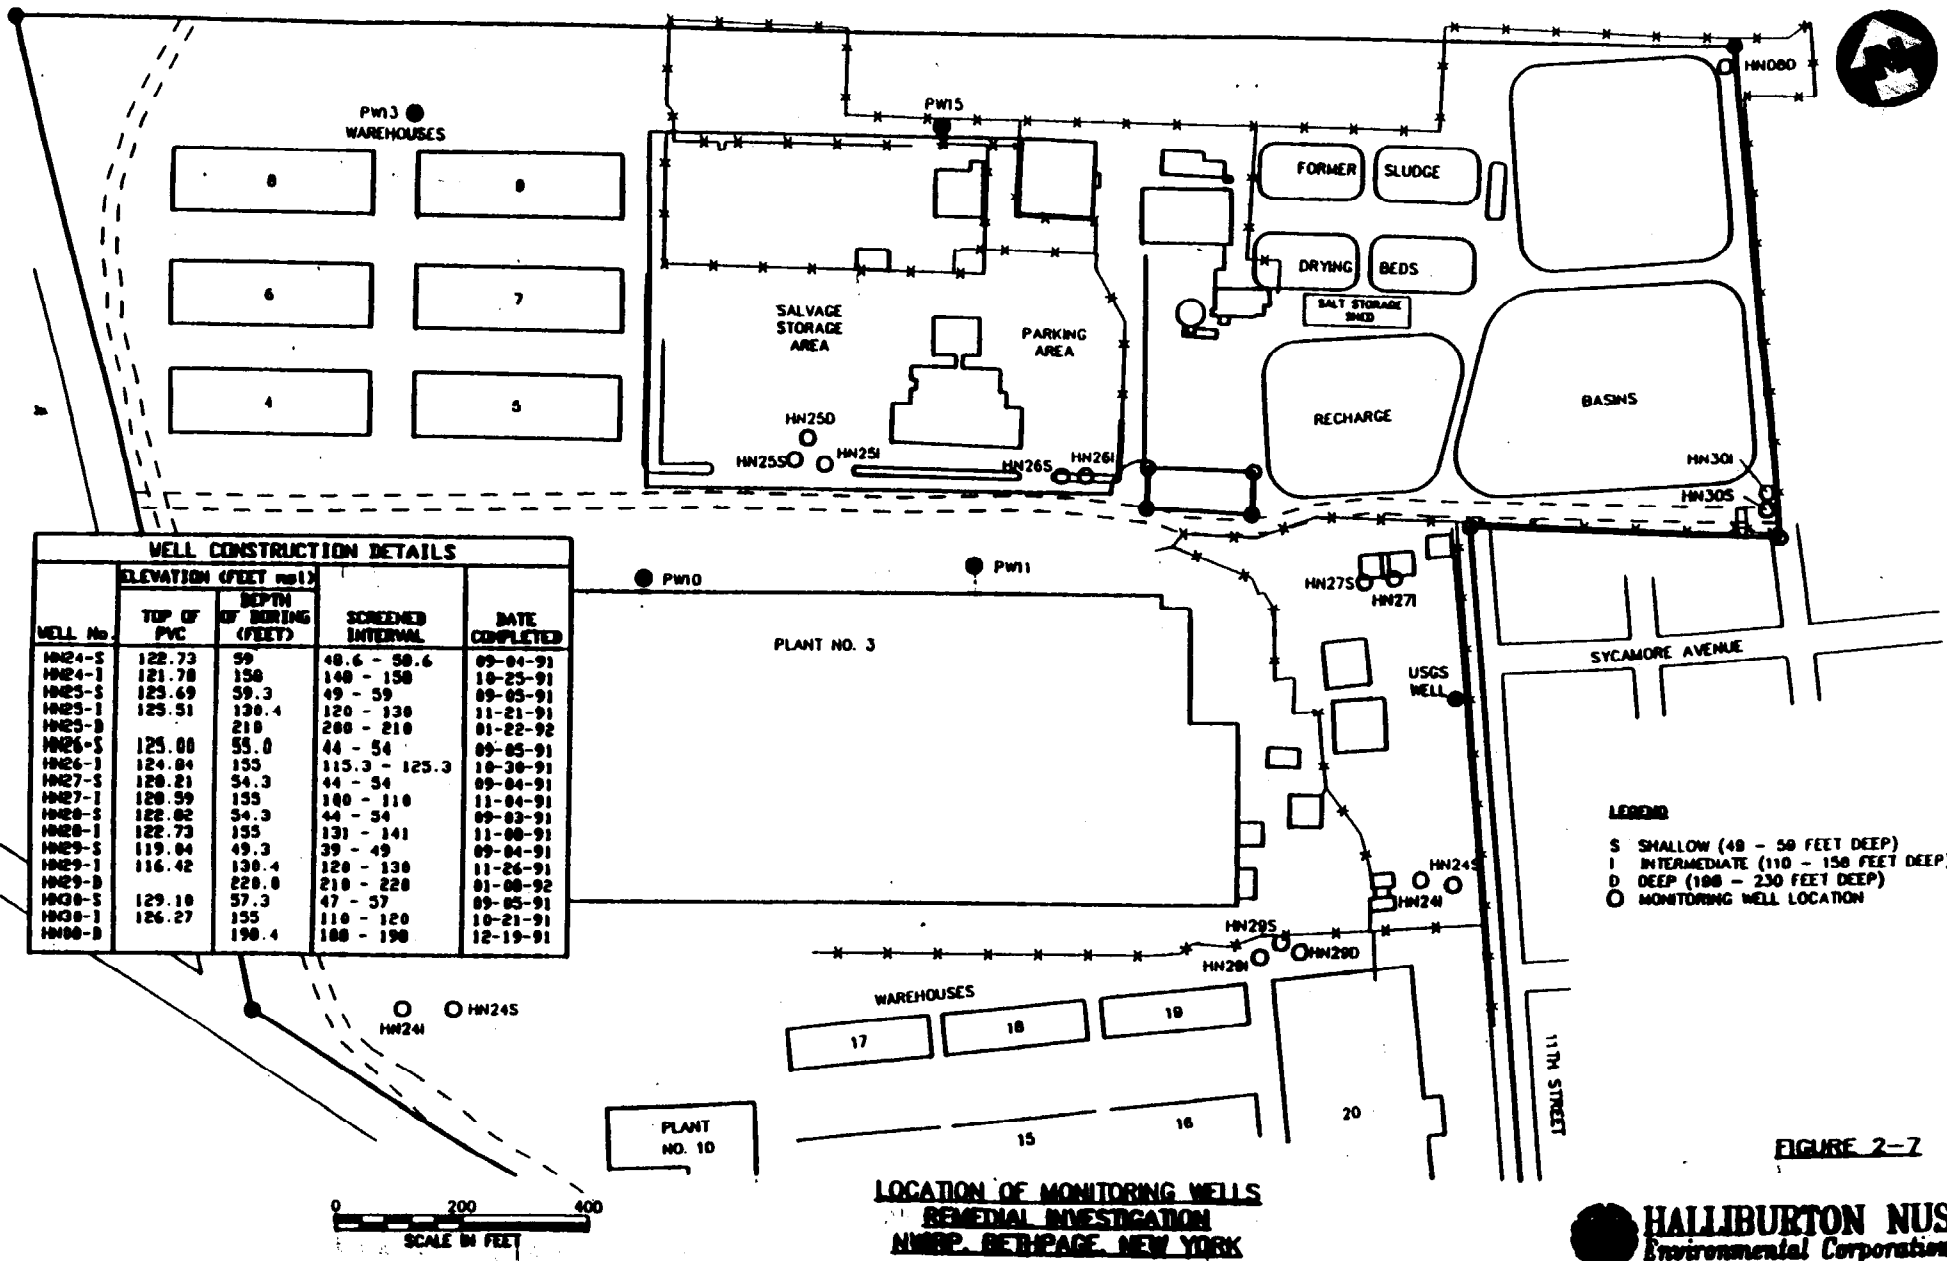 HN08D
PW13
WAREHOUSES
PW15
8
9
FORMER
SLUDGE
6
7
DRYING
BEDS
SALT STORAGE
SHED
SALVAGE
STORAGE
AREA
PARKING
AREA
4
5
RECHARGE
BASINS
HN25D
HN25S
HN25I
HN26S
HN26I
HN30I
HN30S
WELL CONSTRUCTION DETAILS
ELEVATION (FEET msl)
WELL No.
TOP OF
PVC
DEPTH
OF BORING
(FEET)
SCREENED
INTERVAL
DATE
COMPLETED
HN24-S 122.73 59 48.6 - 58.6 09-04-91
HN24-I 121.78 150 140 - 150 10-25-91
HN25-S 125.69 59.3 49 - 59 09-05-91
HN25-I 125.51 130.4 120 - 130 11-21-91
HN25-D 210 200 - 210 01-22-92
HN26-S 125.00 55.0 44 - 54 09-05-91
HN26-I 124.84 155 115.3 - 125.3 10-30-91
HN27-S 128.21 54.3 44 - 54 09-04-91
HN27-I 128.59 155 100 - 110 11-04-91
HN28-S 122.82 54.3 44 - 54 09-03-91
HN28-I 122.73 155 131 - 141 11-08-91
HN29-S 119.04 49.3 39 - 49 09-04-91
HN29-I 116.42 130.4 120 - 130 11-26-91
HN29-D 220.0 210 - 220 01-08-92
HN30-S 129.10 57.3 47 - 57 09-05-91
HN30-I 126.27 155 110 - 120 10-21-91
HN08-D 190.4 180 - 190 12-19-91
PW10
PW11
PLANT NO. 3
HN27S
HN27I
SYCAMORE AVENUE
USGS
WELL
LEGEND
S SHALLOW (49 - 59 FEET DEEP)
I INTERMEDIATE (110 - 158 FEET DEEP)
D DEEP (198 - 230 FEET DEEP)
MONITORING WELL LOCATION
HN24S
HN24I
HN29S
HN29I
HN29D
HN24I
HN24S
WAREHOUSES
17
18
19
11TH STREET
PLANT
NO. 10
15
16
20
FIGURE 2-7
0 200 400
SCALE IN FEET
LOCATION OF MONITORING WELLS
REMEDIAL INVESTIGATION
NWIRP, BETHPAGE, NEW YORK
HALLIBURTON NUS
Environmental Corporation